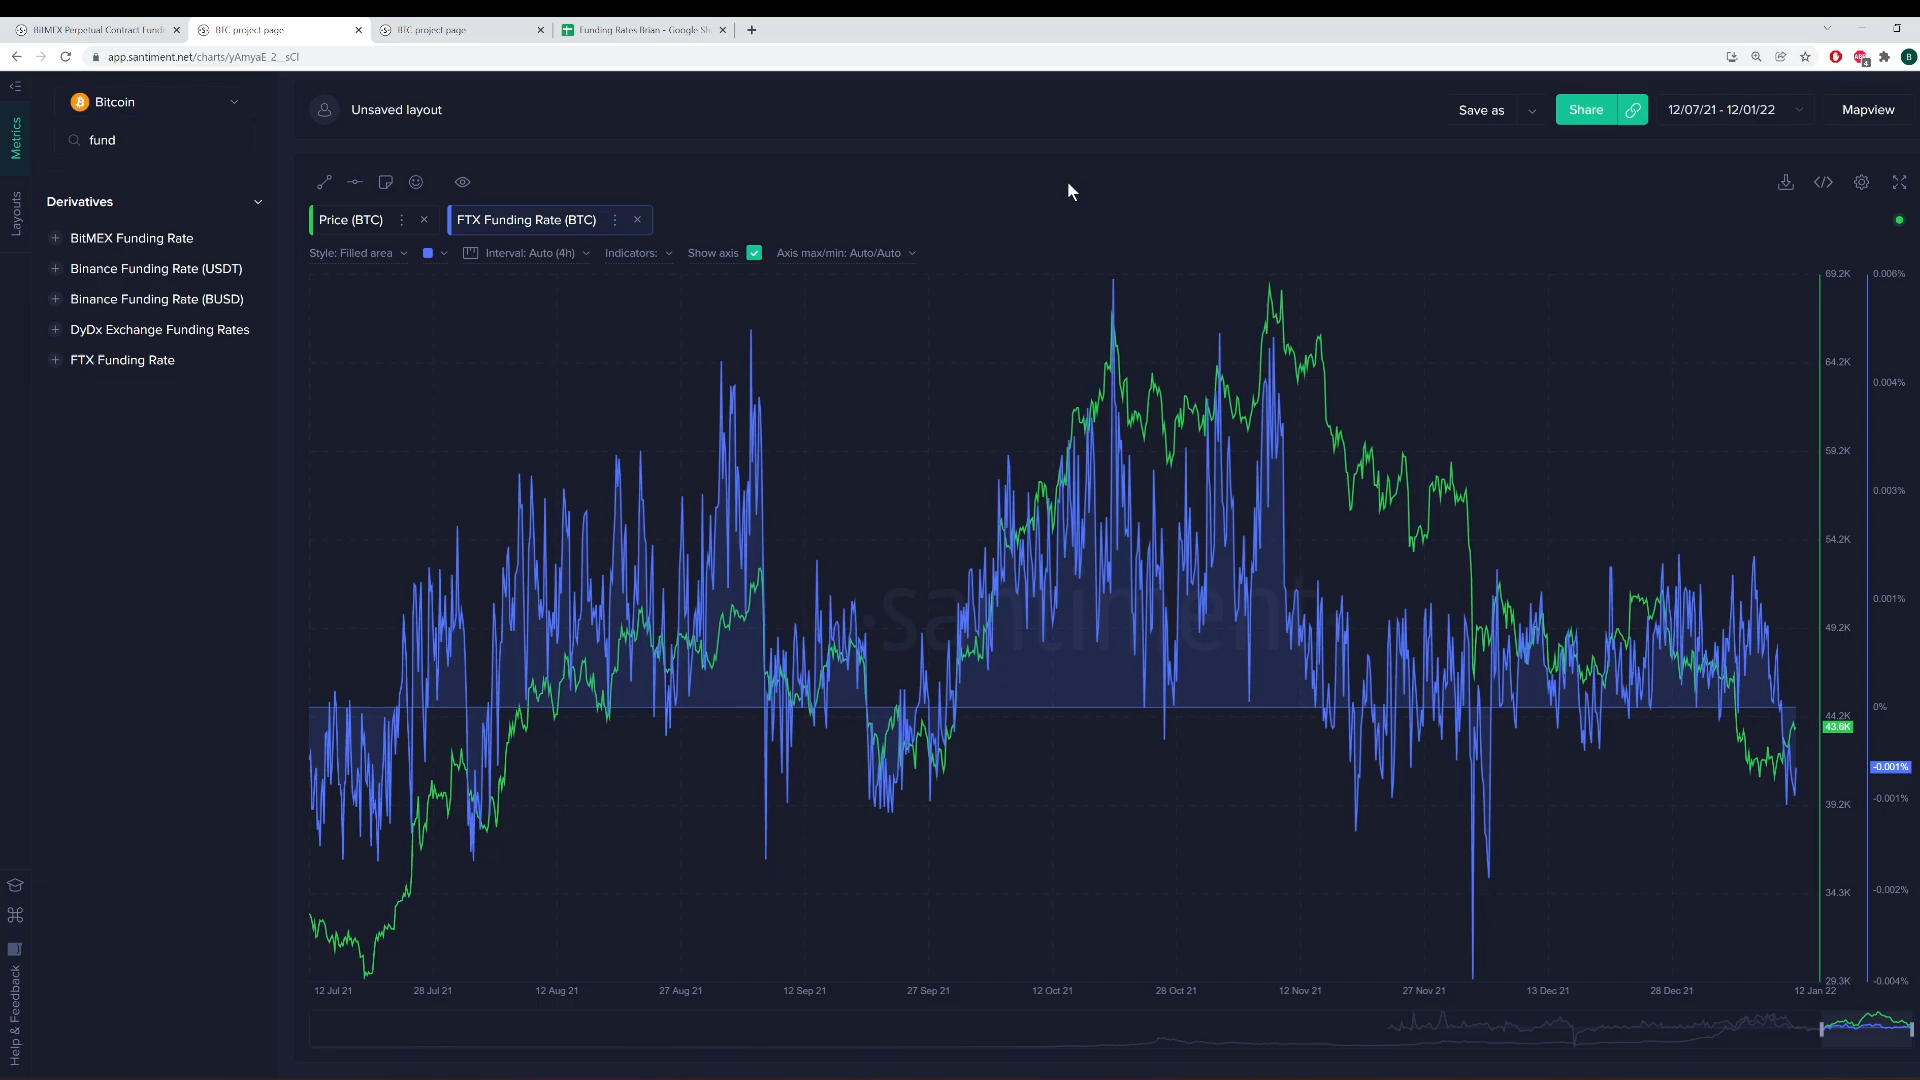 BitMEX Perpetual Contract Fundi
BTC project page
BTC project page
Funding Rates Brian - Google She
app.santiment.net/charts/yAmyaE_2__sCl
ABP
4
B
Bitcoin
fund
Metrics
Layouts
Derivatives
BitMEX Funding Rate
Binance Funding Rate (USDT)
Binance Funding Rate (BUSD)
DyDx Exchange Funding Rates
FTX Funding Rate
Help & Feedback
Unsaved layout
Save as
Share
12/07/21 - 12/01/22
Mapview
Price (BTC)
FTX Funding Rate (BTC)
Style: Filled area
Interval: Auto (4h)
Indicators:
Show axis
Axis max/min: Auto/Auto
69.2K
0.006%
64.2K
0.004%
59.2K
0.003%
54.2K
0.001%
49.2K
0%
44.2K
43.6K
-0.001%
39.2K
-0.001%
34.3K
-0.002%
29.3K
-0.004%
·santiment·
12 Jul 21
28 Jul 21
12 Aug 21
27 Aug 21
12 Sep 21
27 Sep 21
12 Oct 21
28 Oct 21
12 Nov 21
27 Nov 21
13 Dec 21
28 Dec 21
12 Jan 22